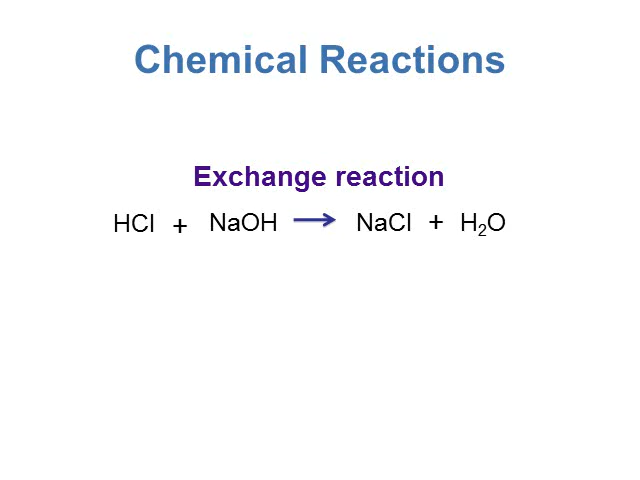 Chemical Reactions
Exchange reaction
HCl + NaOH → NaCl + H₂O